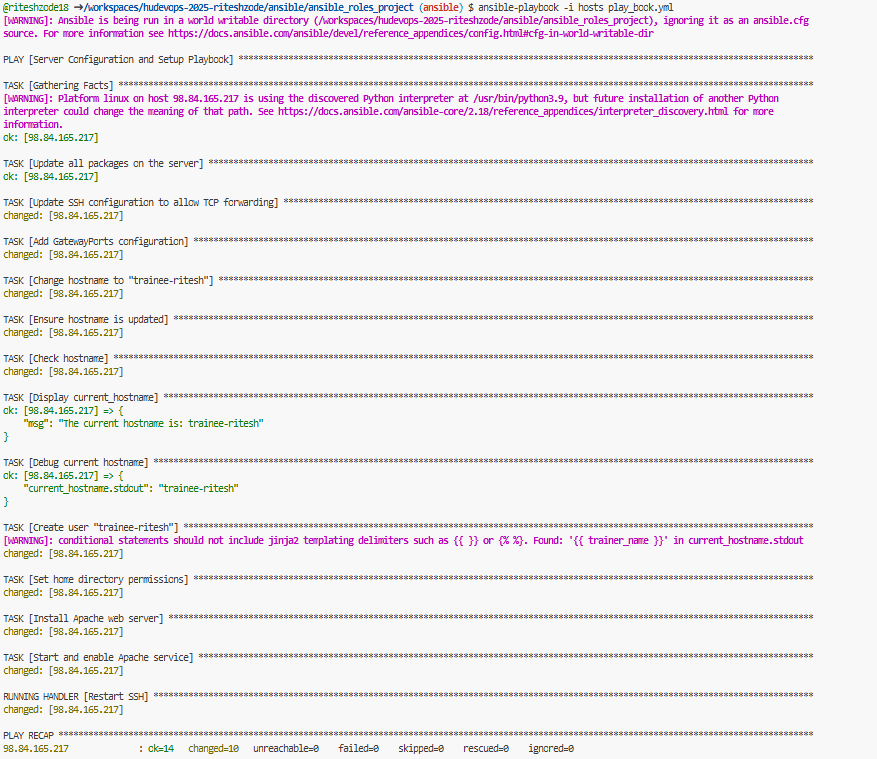 @riteshzode18 ➜/workspaces/hudevops-2025-riteshzode/ansible/ansible_roles_project (ansible) $ ansible-playbook -i hosts play_book.yml
[WARNING]: Ansible is being run in a world writable directory (/workspaces/hudevops-2025-riteshzode/ansible/ansible_roles_project), ignoring it as an ansible.cfg
source. For more information see https://docs.ansible.com/ansible/devel/reference_appendices/config.html#cfg-in-world-writable-dir
PLAY [Server Configuration and Setup Playbook] *******************************************************************************************************************
TASK [Gathering Facts] *******************************************************************************************************************************************
[WARNING]: Platform linux on host 98.84.165.217 is using the discovered Python interpreter at /usr/bin/python3.9, but future installation of another Python
interpreter could change the meaning of that path. See https://docs.ansible.com/ansible-core/2.18/reference_appendices/interpreter_discovery.html for more
information.
ok: [98.84.165.217]
TASK [Update all packages on the server] *************************************************************************************************************************
ok: [98.84.165.217]
TASK [Update SSH configuration to allow TCP forwarding] **********************************************************************************************************
changed: [98.84.165.217]
TASK [Add GatewayPorts configuration] ****************************************************************************************************************************
changed: [98.84.165.217]
TASK [Change hostname to "trainee-ritesh"] ***********************************************************************************************************************
changed: [98.84.165.217]
TASK [Ensure hostname is updated] ********************************************************************************************************************************
changed: [98.84.165.217]
TASK [Check hostname] ********************************************************************************************************************************************
changed: [98.84.165.217]
TASK [Display current_hostname] **********************************************************************************************************************************
ok: [98.84.165.217] => {
    "msg": "The current hostname is: trainee-ritesh"
}
TASK [Debug current hostname] ************************************************************************************************************************************
ok: [98.84.165.217] => {
    "current_hostname.stdout": "trainee-ritesh"
}
TASK [Create user "trainee-ritesh"] ******************************************************************************************************************************
[WARNING]: conditional statements should not include jinja2 templating delimiters such as {{ }} or {% %}. Found: '{{ trainer_name }}' in current_hostname.stdout
changed: [98.84.165.217]
TASK [Set home directory permissions] ****************************************************************************************************************************
changed: [98.84.165.217]
TASK [Install Apache web server] *********************************************************************************************************************************
changed: [98.84.165.217]
TASK [Start and enable Apache service] ***************************************************************************************************************************
changed: [98.84.165.217]
RUNNING HANDLER [Restart SSH] ************************************************************************************************************************************
changed: [98.84.165.217]
PLAY RECAP *******************************************************************************************************************************************************
98.84.165.217              : ok=14   changed=10   unreachable=0    failed=0    skipped=0    rescued=0    ignored=0